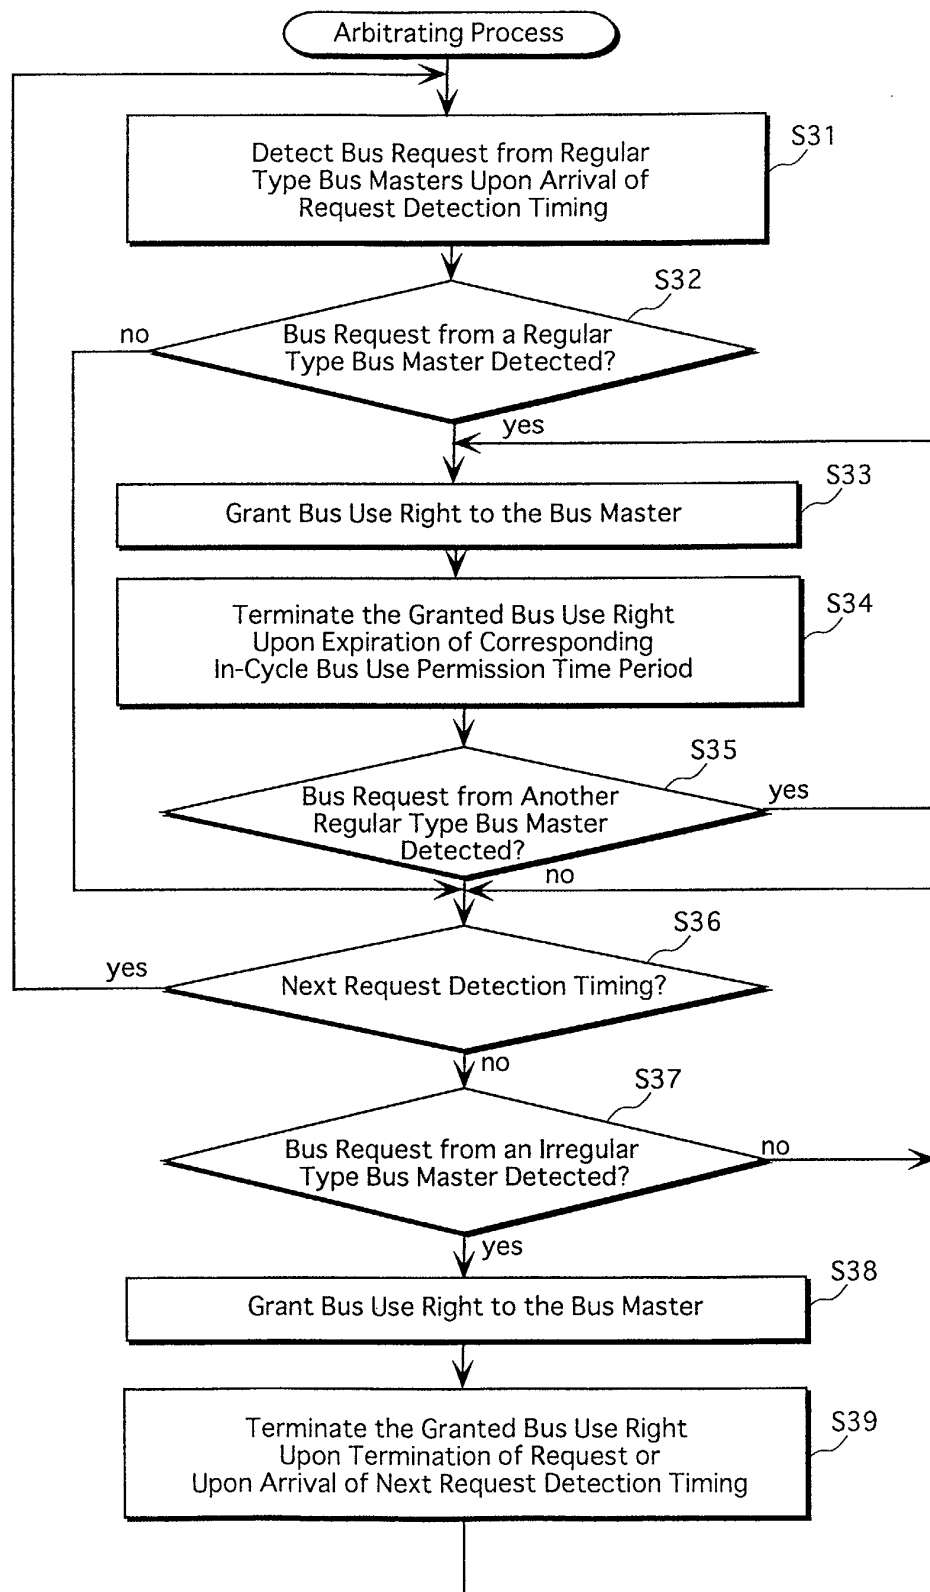 Arbitrating Process
S31
Detect Bus Request from Regular
Type Bus Masters Upon Arrival of
Request Detection Timing
S32
no
Bus Request from a Regular
Type Bus Master Detected?
yes
S33
Grant Bus Use Right to the Bus Master
S34
Terminate the Granted Bus Use Right
Upon Expiration of Corresponding
In-Cycle Bus Use Permission Time Period
S35
Bus Request from Another
Regular Type Bus Master
Detected?
yes
no
S36
yes
Next Request Detection Timing?
no
S37
Bus Request from an Irregular
Type Bus Master Detected?
no
yes
S38
Grant Bus Use Right to the Bus Master
S39
Terminate the Granted Bus Use Right
Upon Termination of Request or
Upon Arrival of Next Request Detection Timing